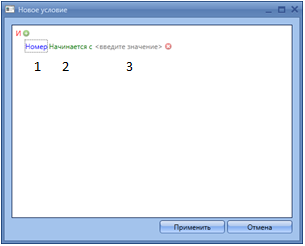 Новое условие
И
Номер Начинается с <введите значение>
1 2 3
Применить Отмена